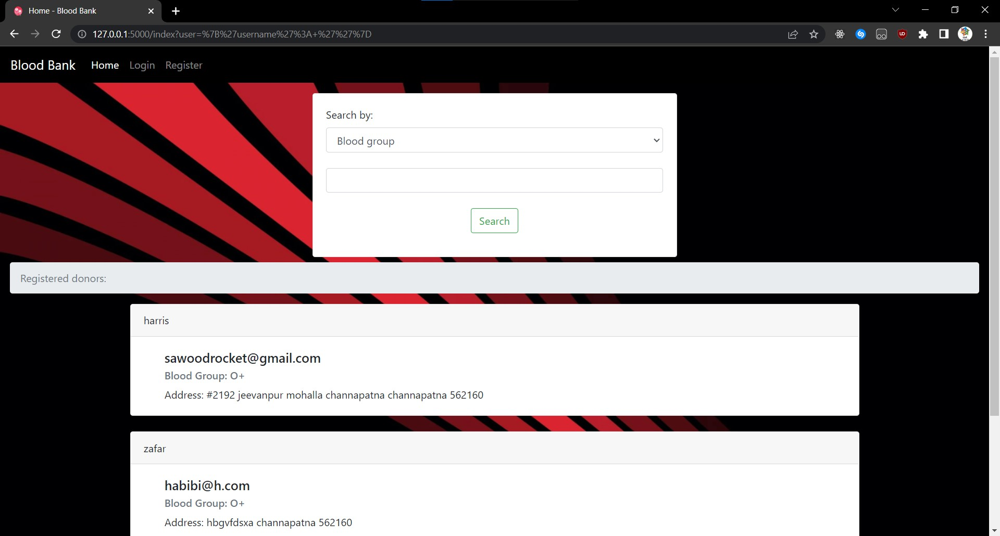 Home - Blood Bank
127.0.0.1:5000/index?user=%7B%27username%27%3A+%27%27%7D
Blood Bank Home Login Register
Search by:
Blood group
Search
Registered donors:
harris
sawoodrocket@gmail.com
Blood Group: O+
Address: #2192 jeevanpur mohalla channapatna channapatna 562160
zafar
habibi@h.com
Blood Group: O+
Address: hbgvfdsxa channapatna 562160